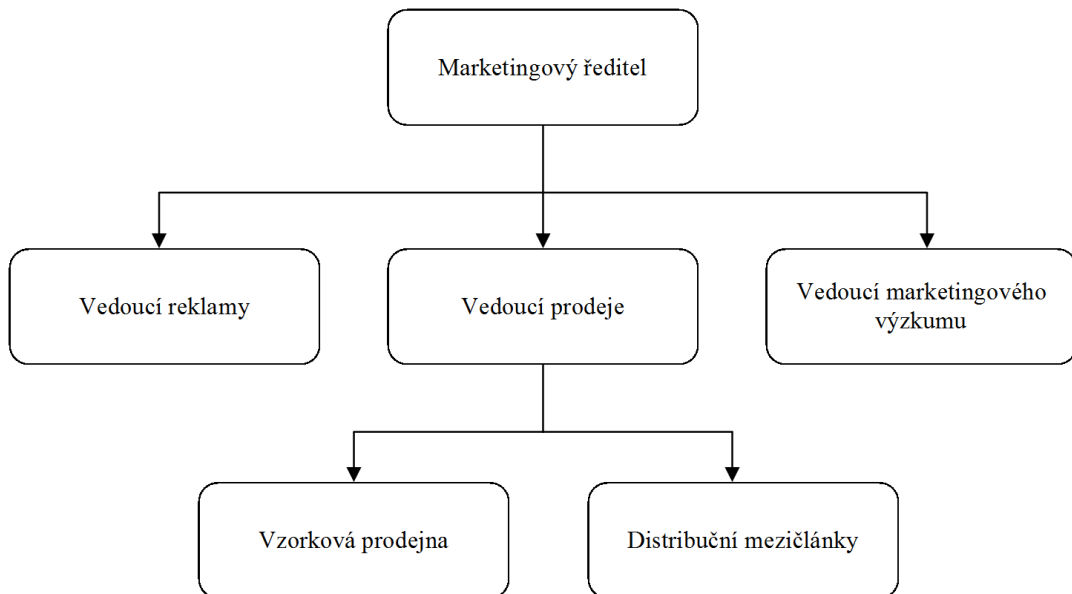 Marketingový ředitel
Vedoucí reklamy
Vedoucí prodeje
Vedoucí marketingového
výzkumu
Vzorková prodejna
Distribuční mezičlánky